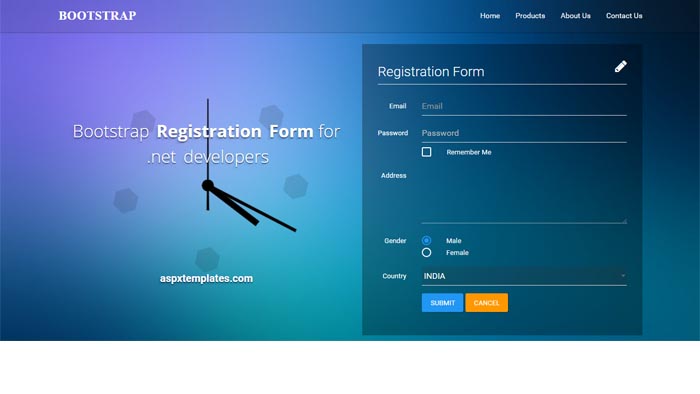 BOOTSTRAP
Home Products About Us Contact Us
Bootstrap Registration Form for
.net developers
aspxtemplates.com
Registration Form
Email Email
Password Password
Remember Me
Address
Gender Male
Female
Country INDIA
SUBMIT CANCEL